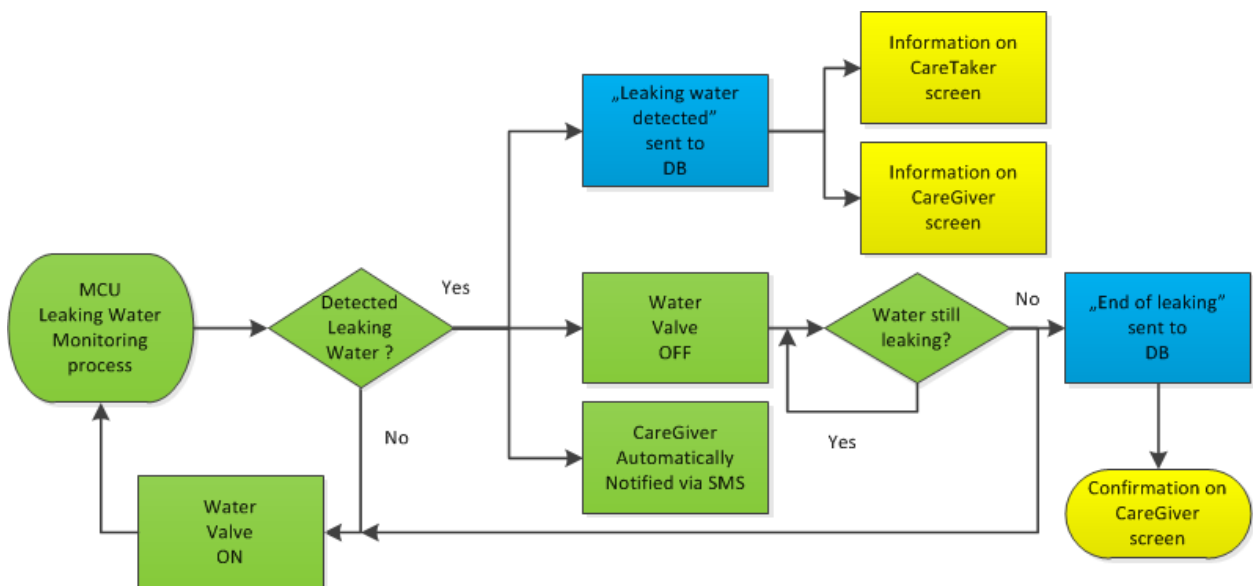 Information on
CareTaker
screen
„Leaking water
detected”
sent to
DB
Information on
CareGiver
screen
MCU
Leaking Water
Monitoring
process
Detected
Leaking
Water ?
Yes
Water
Valve
OFF
Water still
leaking?
No
„End of leaking”
sent to
DB
No
CareGiver
Automatically
Notified via SMS
Yes
Water
Valve
ON
Confirmation on
CareGiver
screen